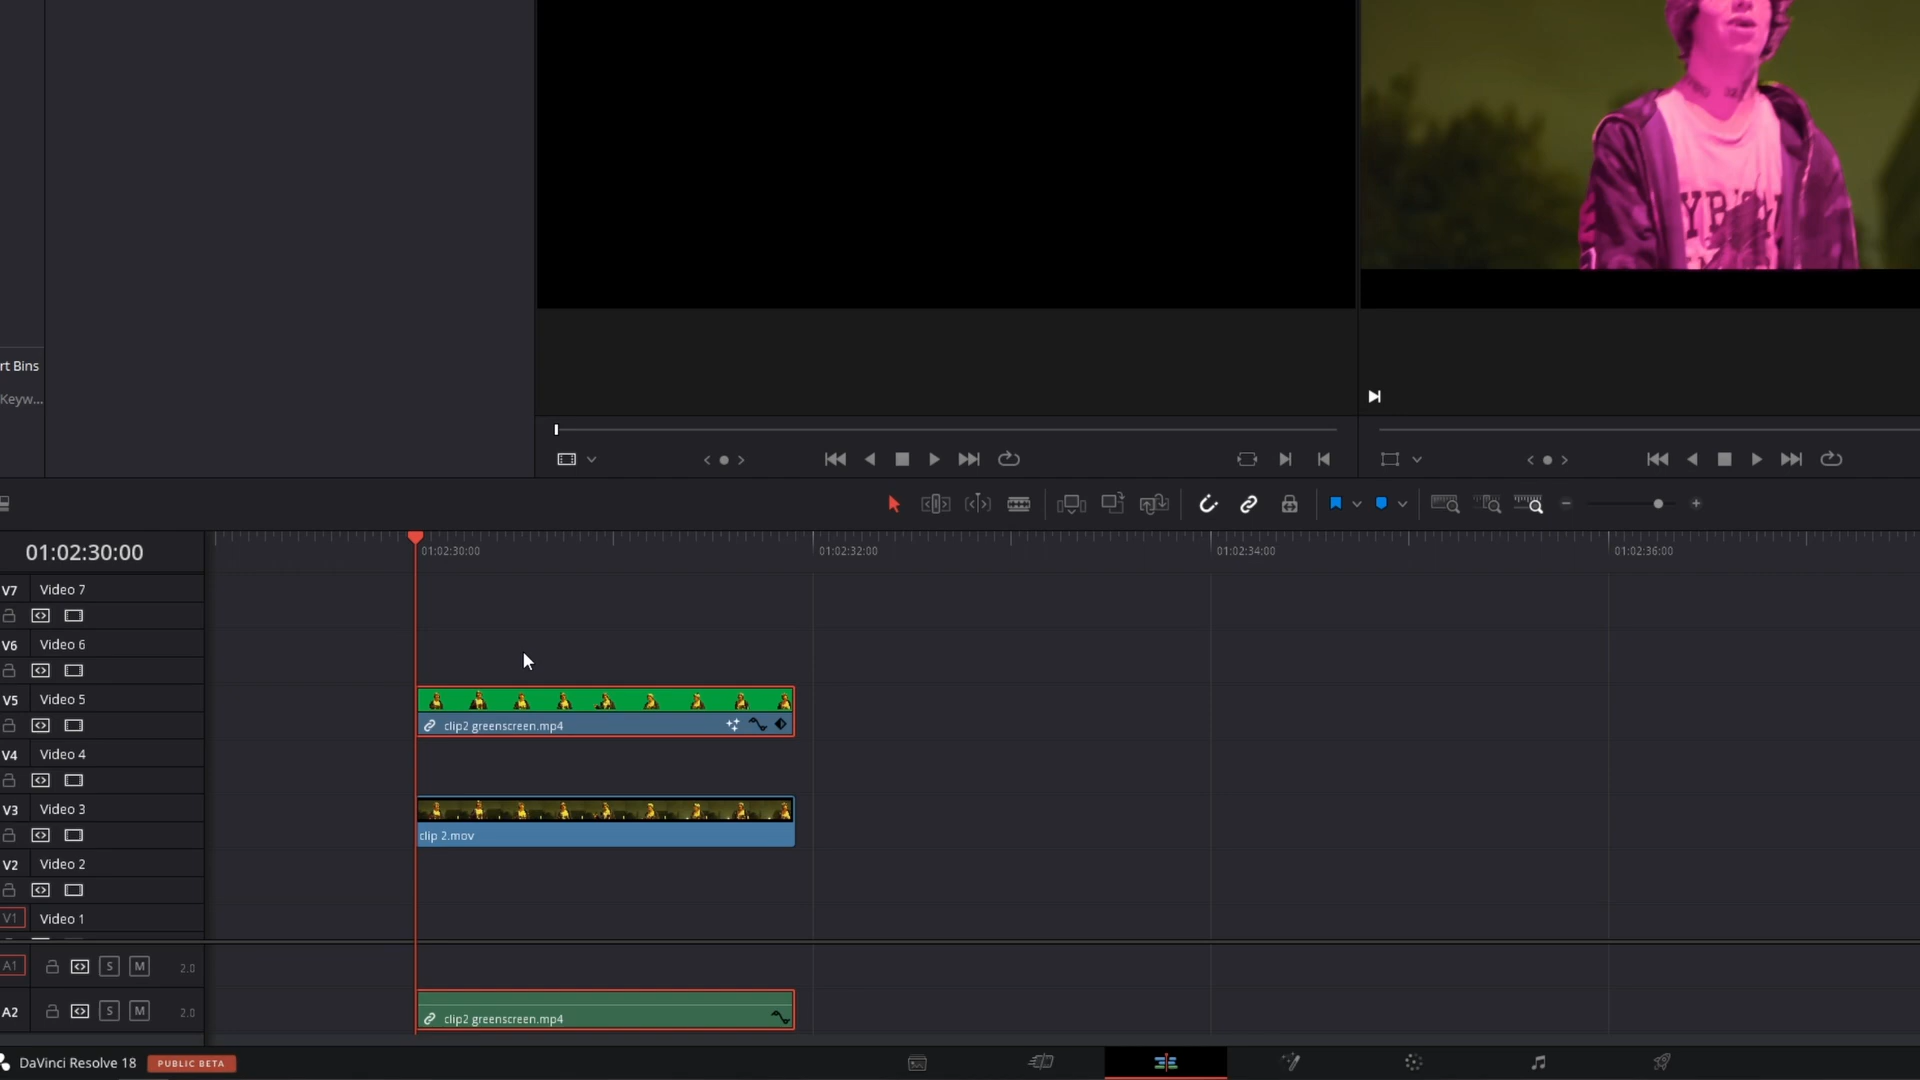 rt Bins
Keyw...
01:02:30:00
01:02:30:00
01:02:32:00
01:02:34:00
01:02:36:00
V7 Video 7
V6 Video 6
V5 Video 5
clip2 greenscreen.mp4
V4 Video 4
V3 Video 3
clip 2.mov
V2 Video 2
V1 Video 1
A1 S M 2.0
A2 S M 2.0
clip2 greenscreen.mp4
DaVinci Resolve 18 PUBLIC BETA